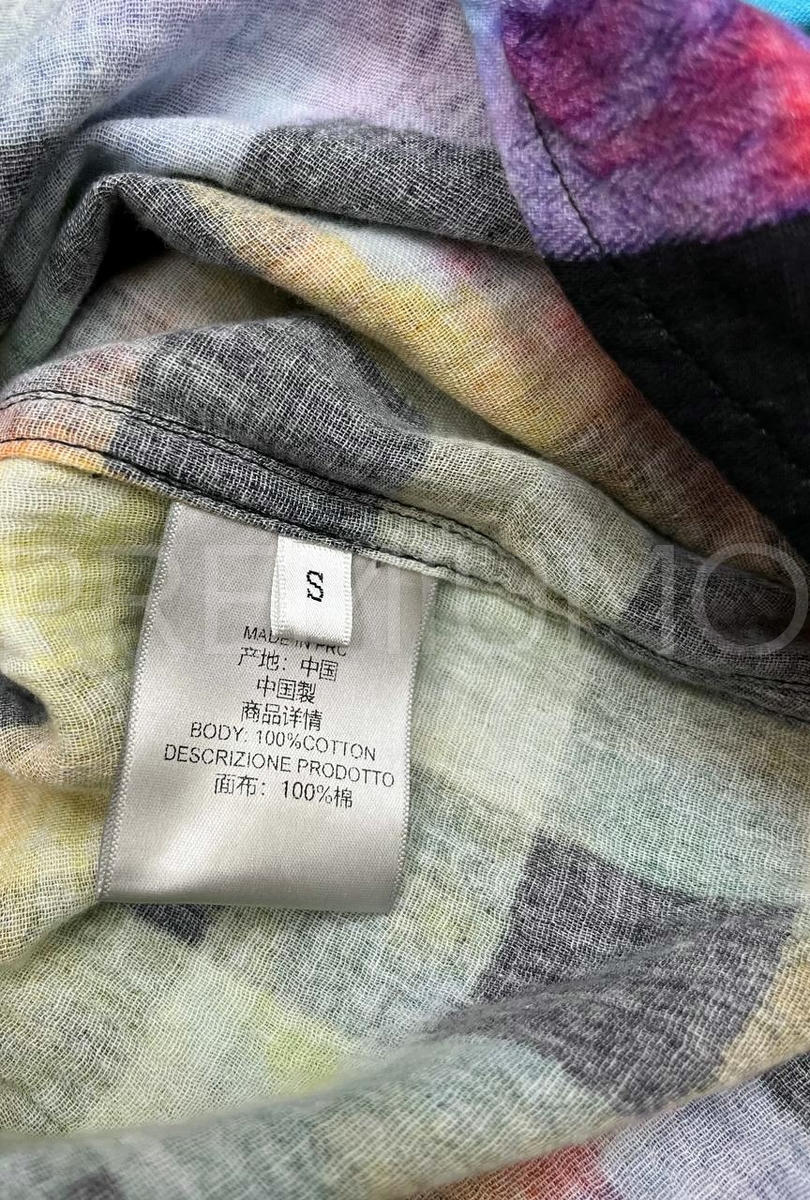 S
MADE IN PRC
产地：中国
中国製
商品详情
BODY: 100%COTTON
DESCRIZIONE PRODOTTO
面布：100%棉